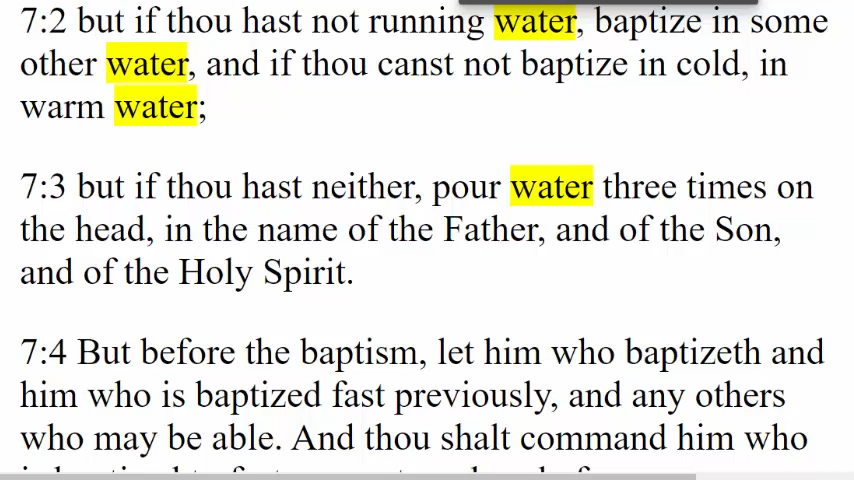 7:2 but if thou hast not running water, baptize in some
other water, and if thou canst not baptize in cold, in
warm water;
7:3 but if thou hast neither, pour water three times on
the head, in the name of the Father, and of the Son,
and of the Holy Spirit.
7:4 But before the baptism, let him who baptizeth and
him who is baptized fast previously, and any others
who may be able. And thou shalt command him who